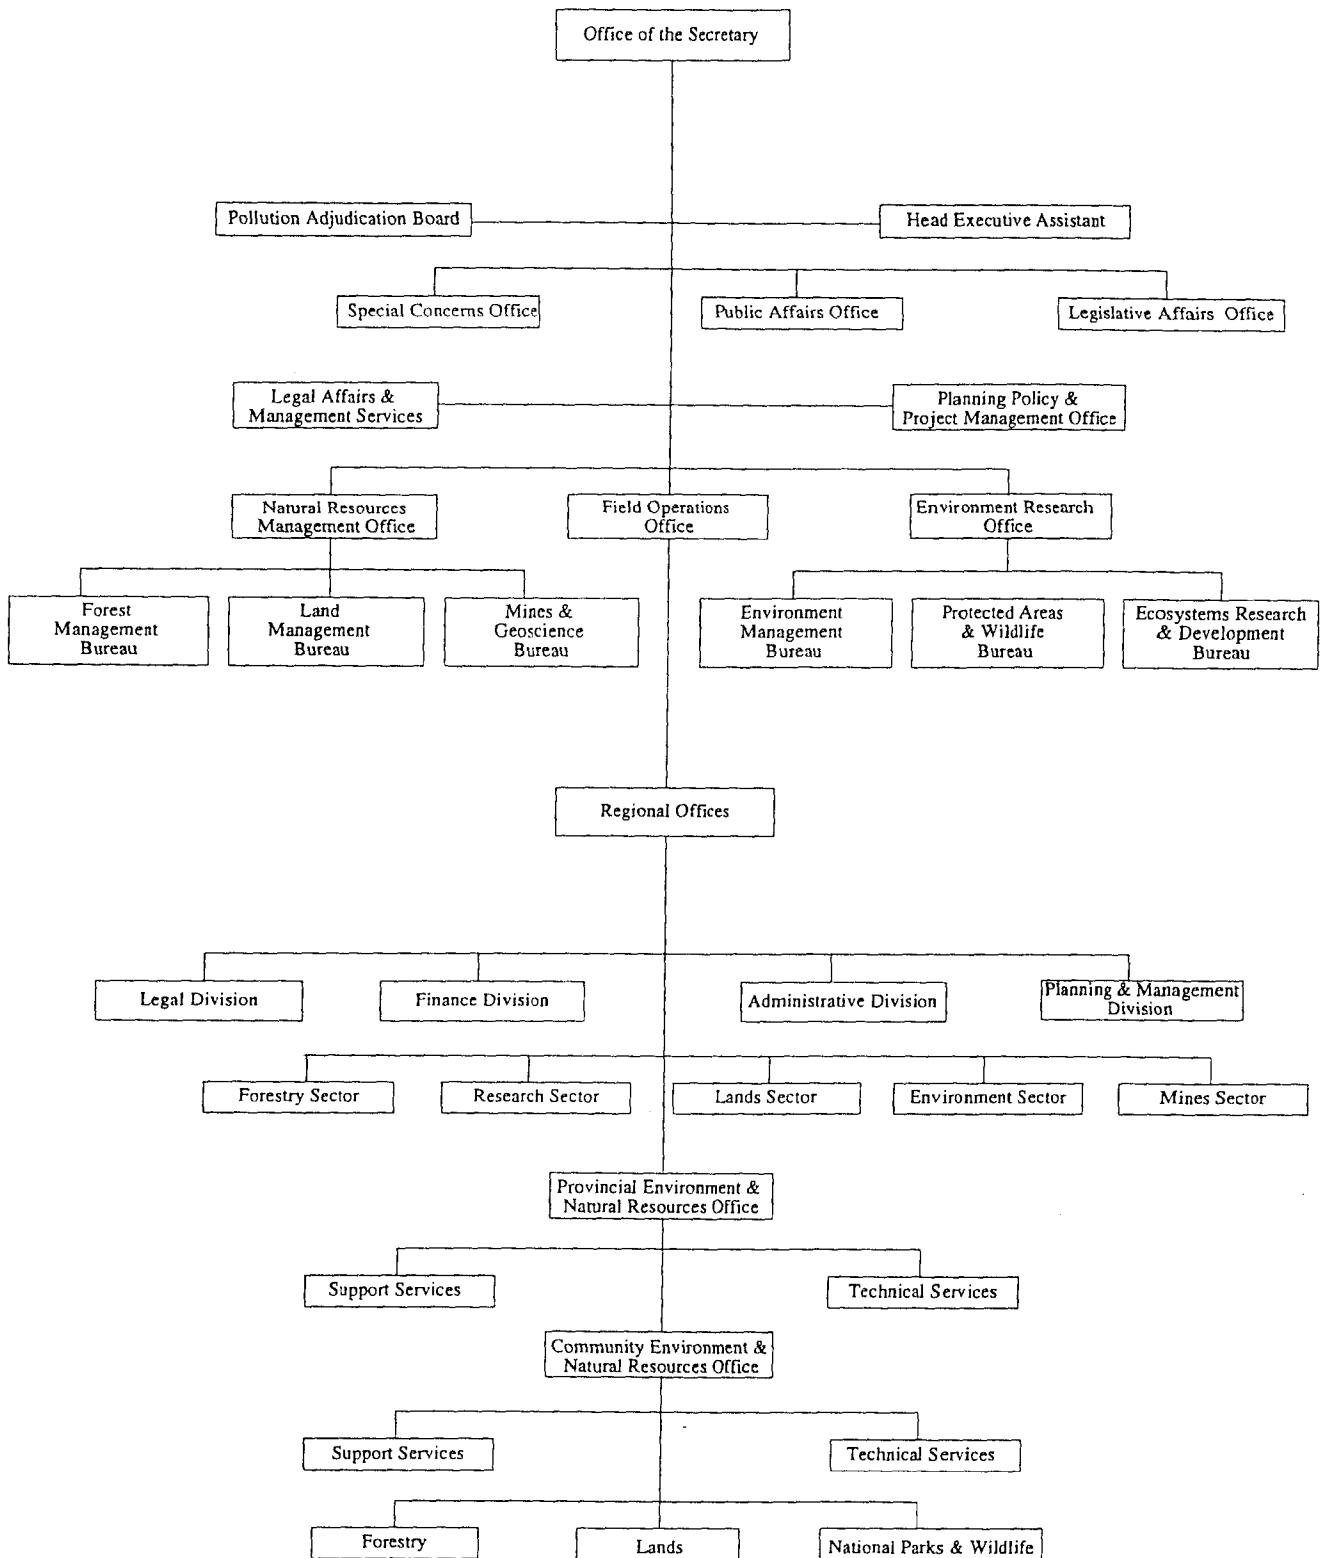 Office of the Secretary
Pollution Adjudication Board
Head Executive Assistant
Special Concerns Office
Public Affairs Office
Legislative Affairs Office
Legal Affairs &
Management Services
Planning Policy &
Project Management Office
Natural Resources
Management Office
Field Operations
Office
Environment Research
Office
Forest
Management
Bureau
Land
Management
Bureau
Mines &
Geoscience
Bureau
Environment
Management
Bureau
Protected Areas
& Wildlife
Bureau
Ecosystems Research
& Development
Bureau
Regional Offices
Legal Division
Finance Division
Administrative Division
Planning & Management
Division
Forestry Sector
Research Sector
Lands Sector
Environment Sector
Mines Sector
Provincial Environment &
Natural Resources Office
Support Services
Technical Services
Community Environment &
Natural Resources Office
Support Services
Technical Services
Forestry
Lands
National Parks & Wildlife